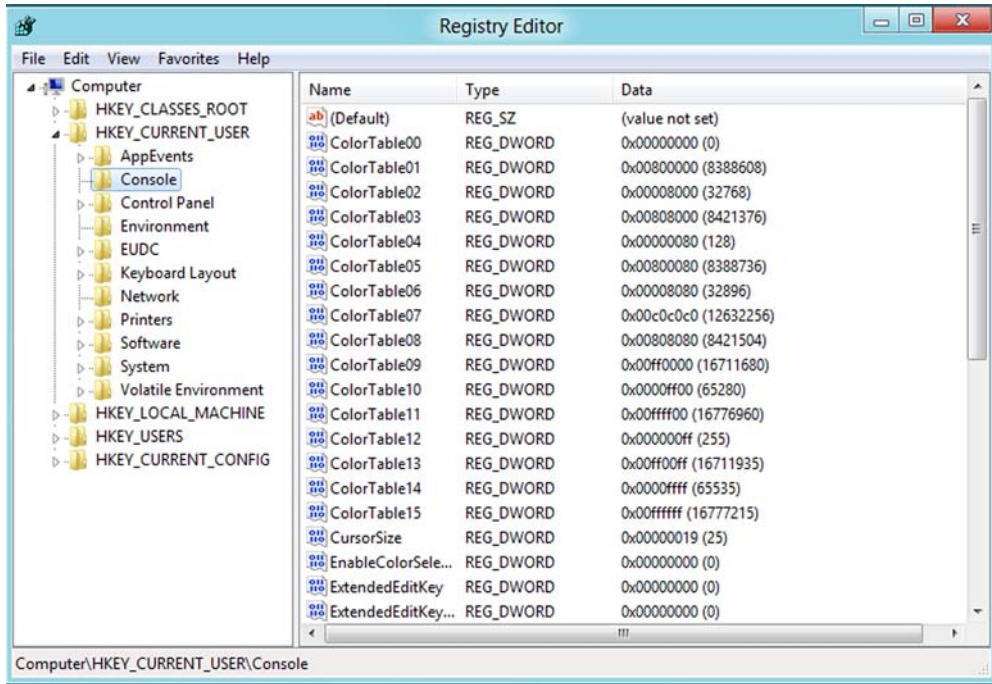 Registry Editor
File Edit View Favorites Help
Computer
HKEY_CLASSES_ROOT
HKEY_CURRENT_USER
AppEvents
Console
Control Panel
Environment
EUDC
Keyboard Layout
Network
Printers
Software
System
Volatile Environment
HKEY_LOCAL_MACHINE
HKEY_USERS
HKEY_CURRENT_CONFIG
Name Type Data
(Default) REG_SZ (value not set)
ColorTable00 REG_DWORD 0x00000000 (0)
ColorTable01 REG_DWORD 0x00800000 (8388608)
ColorTable02 REG_DWORD 0x00008000 (32768)
ColorTable03 REG_DWORD 0x00808000 (8421376)
ColorTable04 REG_DWORD 0x00000080 (128)
ColorTable05 REG_DWORD 0x00800080 (8388736)
ColorTable06 REG_DWORD 0x00008080 (32896)
ColorTable07 REG_DWORD 0x00c0c0c0 (12632256)
ColorTable08 REG_DWORD 0x00808080 (8421504)
ColorTable09 REG_DWORD 0x00ff0000 (16711680)
ColorTable10 REG_DWORD 0x0000ff00 (65280)
ColorTable11 REG_DWORD 0x00ffff00 (16776960)
ColorTable12 REG_DWORD 0x000000ff (255)
ColorTable13 REG_DWORD 0x00ff00ff (16711935)
ColorTable14 REG_DWORD 0x0000ffff (65535)
ColorTable15 REG_DWORD 0x00ffffff (16777215)
CursorSize REG_DWORD 0x00000019 (25)
EnableColorSele... REG_DWORD 0x00000000 (0)
ExtendedEditKey REG_DWORD 0x00000000 (0)
ExtendedEditKey... REG_DWORD 0x00000000 (0)
Computer\HKEY_CURRENT_USER\Console